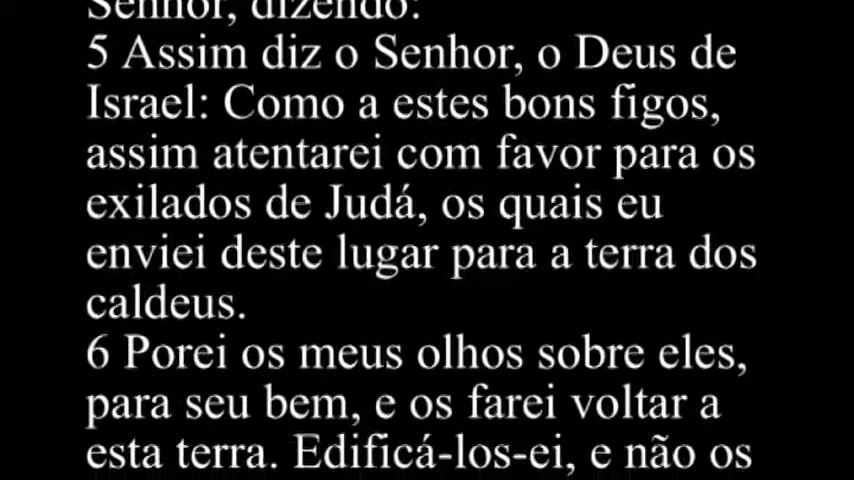 Senhor, dizendo:
5 Assim diz o Senhor, o Deus de
Israel: Como a estes bons figos,
assim atentarei com favor para os
exilados de Judá, os quais eu
enviei deste lugar para a terra dos
caldeus.
6 Porei os meus olhos sobre eles,
para seu bem, e os farei voltar a
esta terra. Edificá-los-ei, e não os